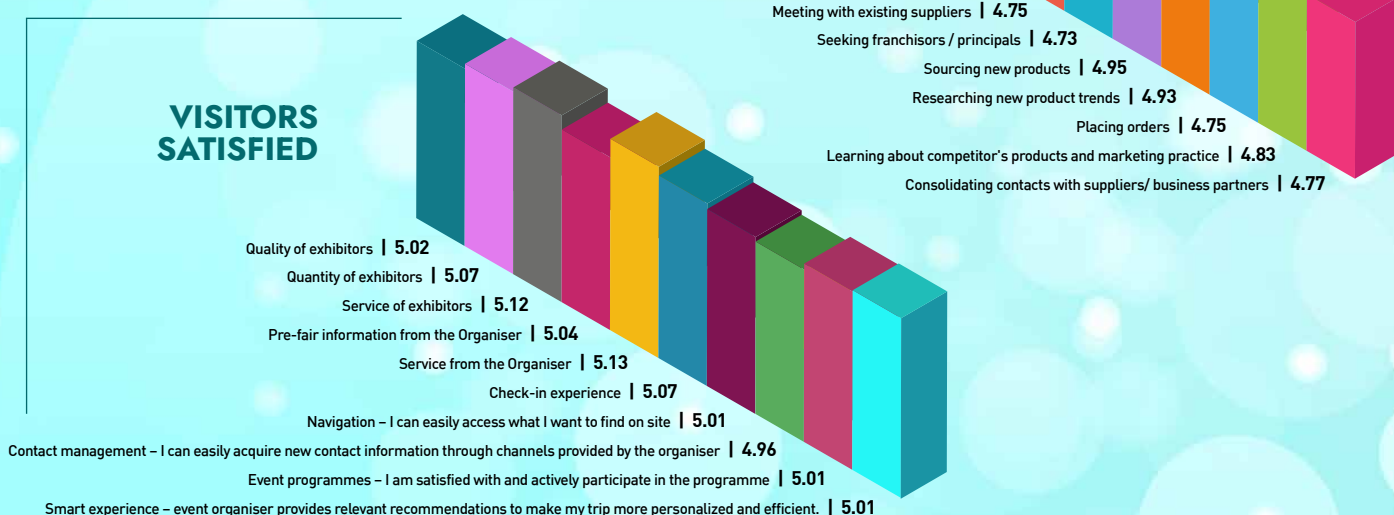 Meeting with existing suppliers | 4.75
Seeking franchisors / principals | 4.73
Sourcing new products | 4.95
Researching new product trends | 4.93
Placing orders | 4.75
Learning about competitor's products and marketing practice | 4.83
Consolidating contacts with suppliers/ business partners | 4.77
VISITORS
SATISFIED
Quality of exhibitors | 5.02
Quantity of exhibitors | 5.07
Service of exhibitors | 5.12
Pre-fair information from the Organiser | 5.04
Service from the Organiser | 5.13
Check-in experience | 5.07
Navigation – I can easily access what I want to find on site | 5.01
Contact management – I can easily acquire new contact information through channels provided by the organiser | 4.96
Event programmes – I am satisfied with and actively participate in the programme | 5.01
Smart experience – event organiser provides relevant recommendations to make my trip more personalized and efficient. | 5.01